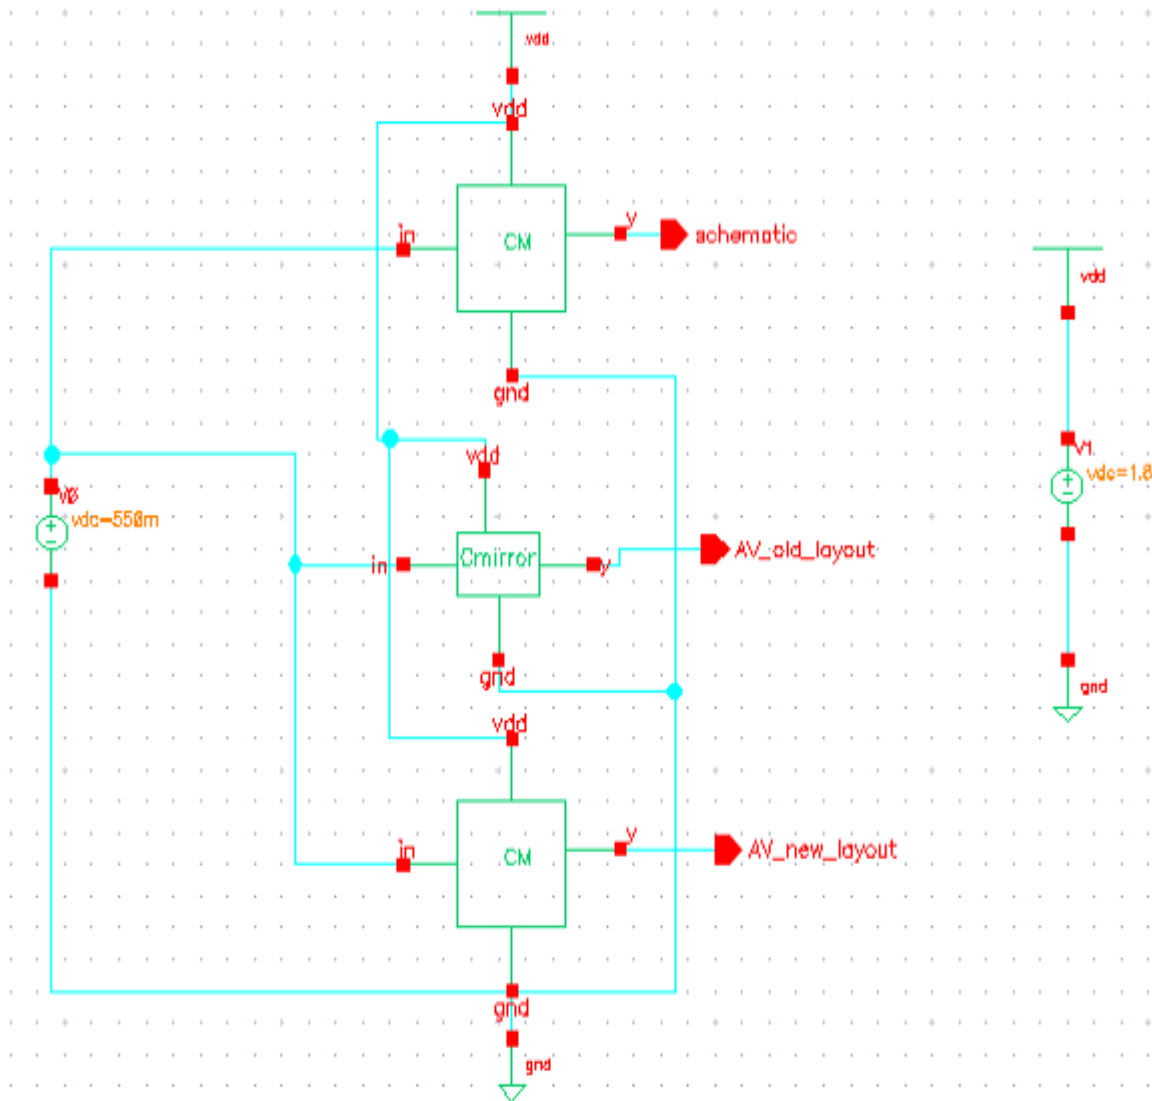 vdd
vdd
in
CM
y
schematic
gnd
vdd
V1
vdc=1.8
gnd
vdd
V0
vdc=550m
in
Cmirror
y
AV_old_layout
gnd
vdd
in
CM
y
AV_new_layout
gnd
gnd